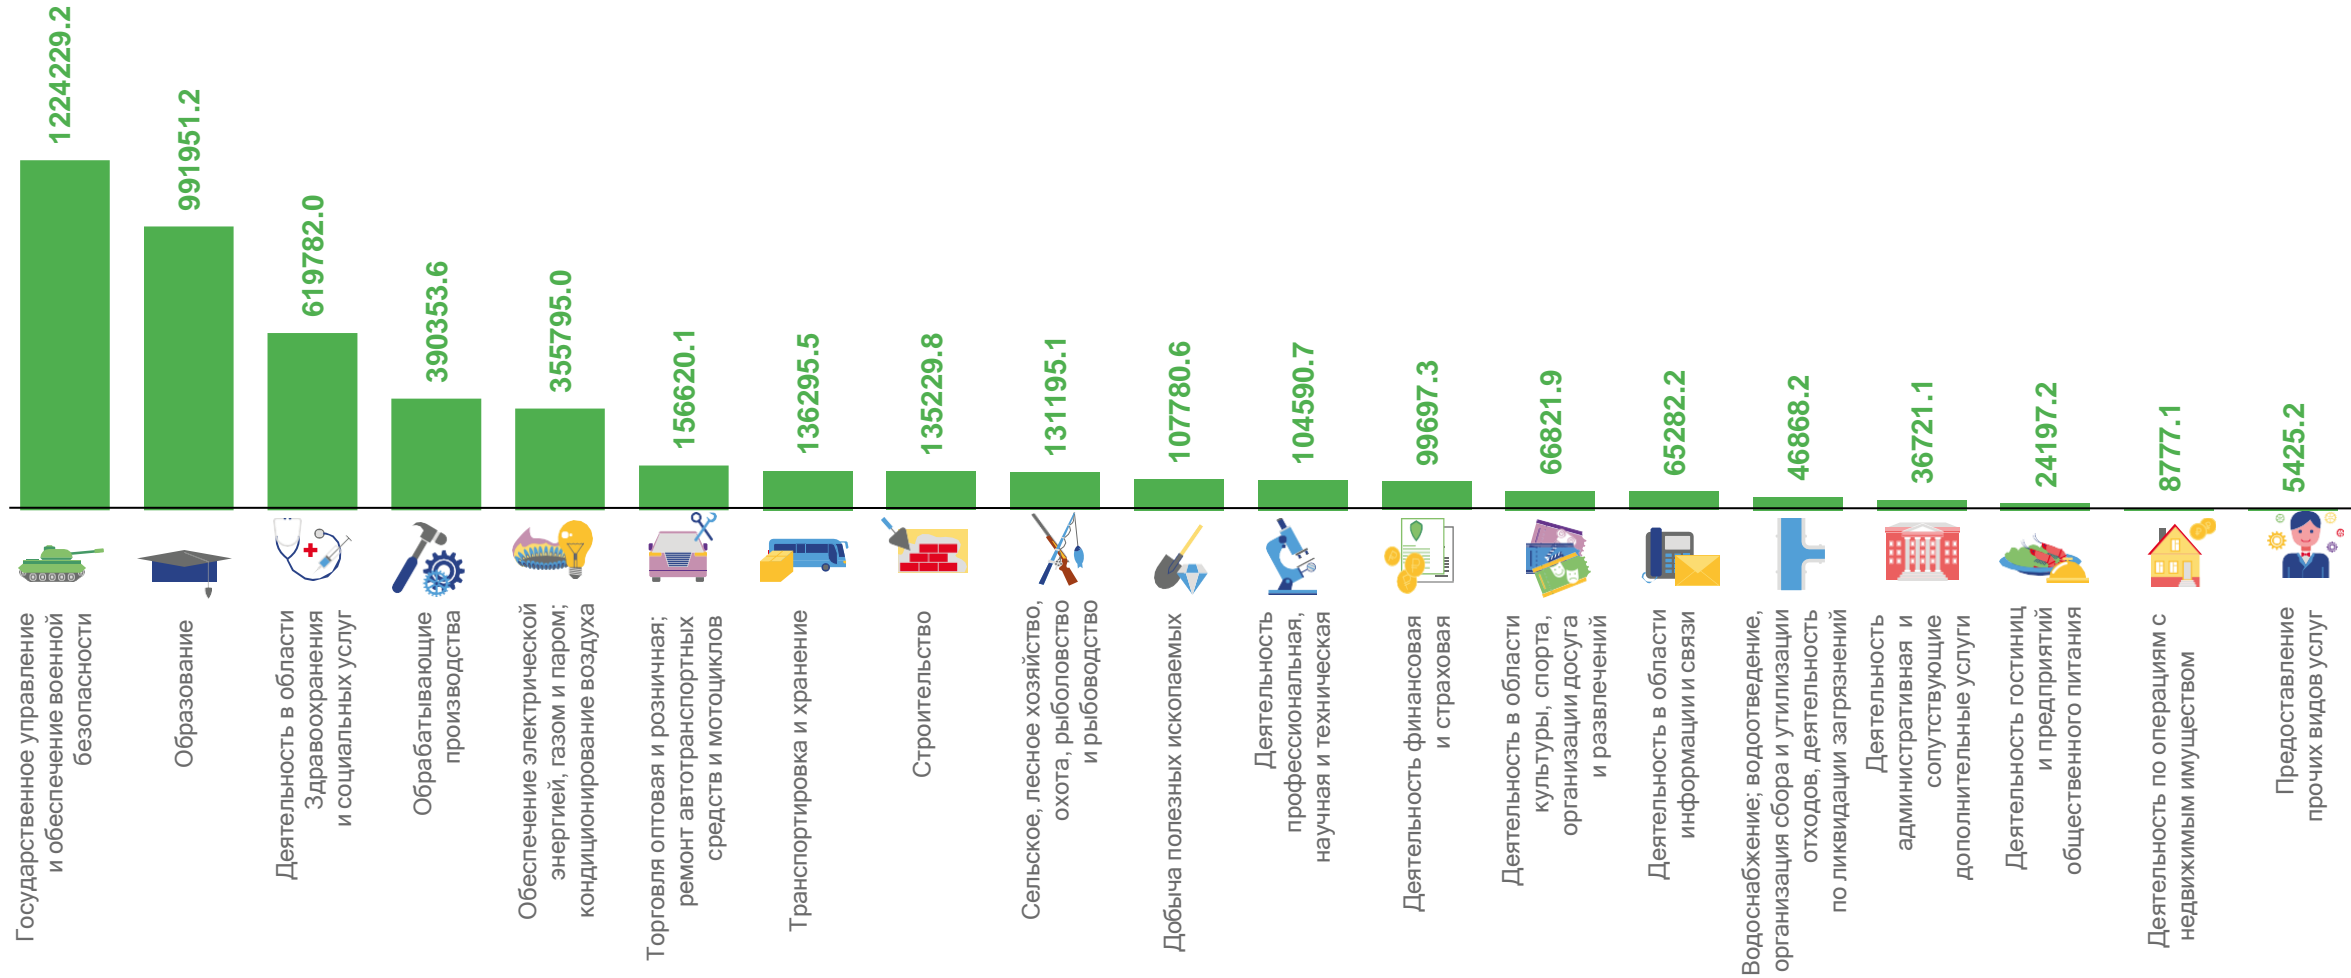 12242229.2
991951.2
619782.0
390353.6
355795.0
156620.1
136295.5
135229.8
131195.1
107780.6
104590.7
99697.3
66821.9
65282.2
46868.2
36721.1
24197.2
8777.1
5425.2
Государственное управление
и обеспечение военной
безопасности
Образование
Деятельность в области
Здравоохранения
и социальных услуг
Обрабатывающие
производства
Обеспечение электрической
энергией, газом и паром;
кондиционирование воздуха
Торговля оптовая и розничная;
ремонт автотранспортных
средств и мотоциклов
Транспортировка и хранение
Строительство
Сельское, лесное хозяйство,
охота, рыболовство
и рыбоводство
Добыча полезных ископаемых
Деятельность
профессиональная,
научная и техническая
Деятельность финансовая
и страховая
Деятельность в области
культуры, спорта,
организации досуга
и развлечений
Деятельность в области
информации и связи
Водоснабжение; водоотведение,
организация сбора и утилизации
отходов, деятельность
по ликвидации загрязнений
Деятельность
административная и
сопутствующие
дополнительные услуги
Деятельность гостиниц
и предприятий
общественного питания
Деятельность по операциям с
недвижимым имуществом
Предоставление
прочих видов услуг